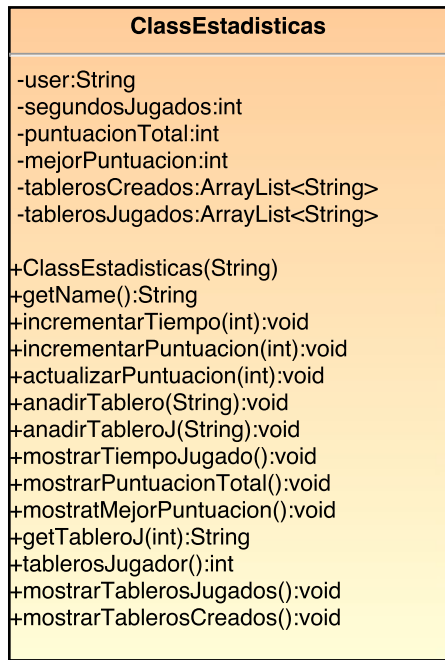 ClassEstadisticas
-user:String
-segundosJugados:int
-puntuacionTotal:int
-mejorPuntuacion:int
-tablerosCreados:ArrayList<String>
-tablerosJugados:ArrayList<String>
+ClassEstadisticas(String)
+getName():String
+incrementarTiempo(int):void
+incrementarPuntuacion(int):void
+actualizarPuntuacion(int):void
+anadirTablero(String):void
+anadirTableroJ(String):void
+mostrarTiempoJugado():void
+mostrarPuntuacionTotal():void
+mostratMejorPuntuacion():void
+getTableroJ(int):String
+tablerosJugador():int
+mostrarTablerosJugados():void
+mostrarTablerosCreados():void